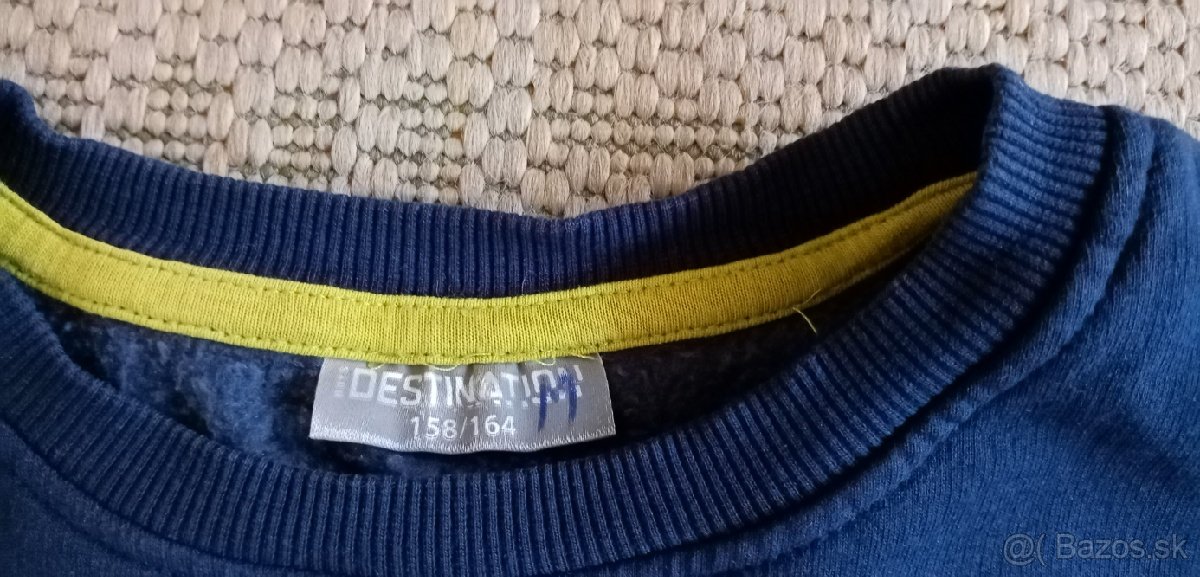 DESTINATION
158/164
@( Bazos.sk